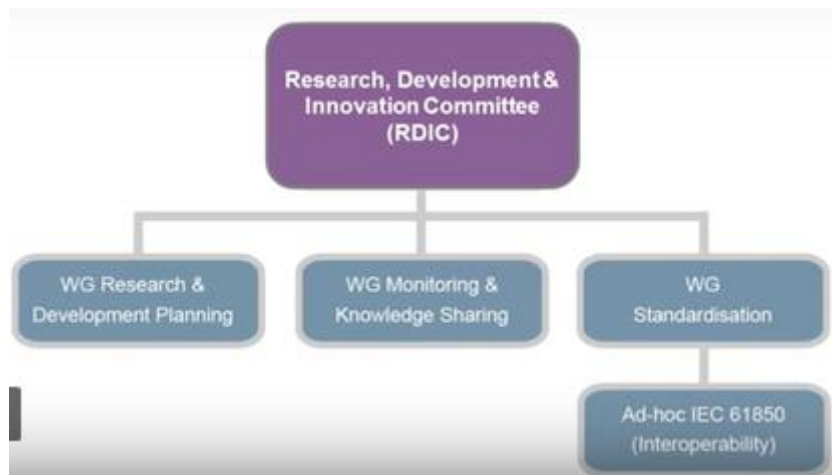 Research, Development &
Innovation Committee
(RDIC)
WG Research &
Development Planning
WG Monitoring &
Knowledge Sharing
WG
Standardisation
Ad-hoc IEC 61850
(Interoperability)